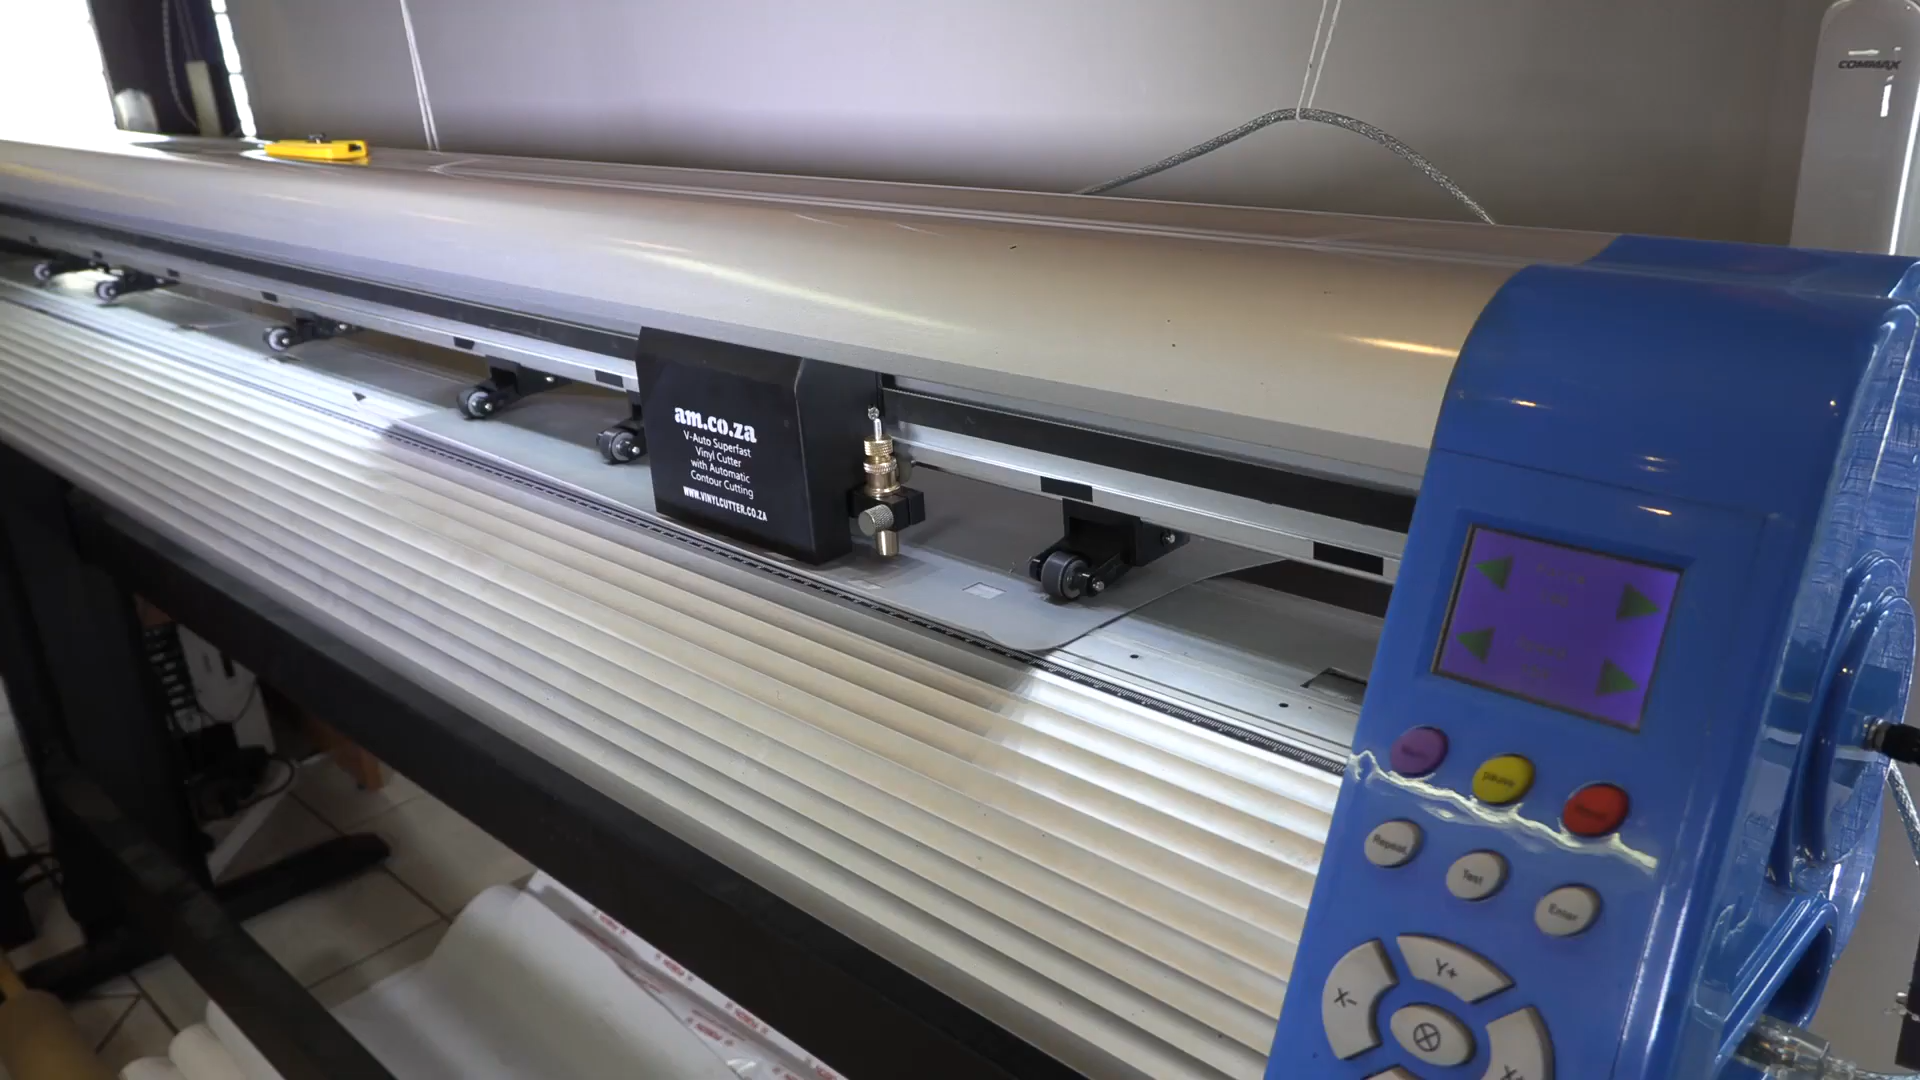 COMMAX
am.co.za
V-Auto Superfast
Vinyl Cutter
with Automatic
Contour Cutting
WWW.VINYLCUTTER.CO.ZA
pause
Repeat
Test
Enter
Y+
X-